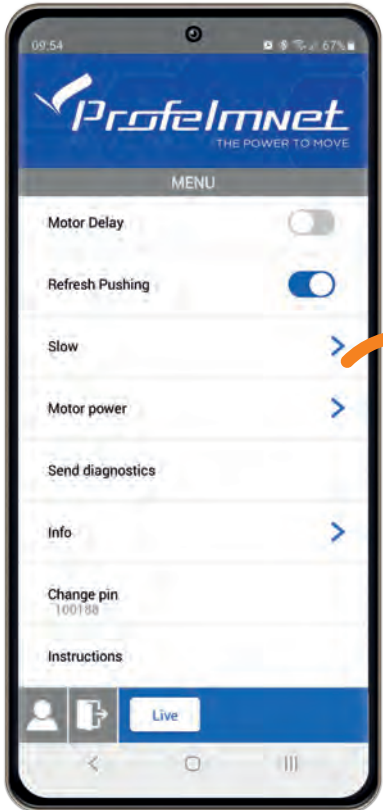 09:54
67%
Profelmnet
THE POWER TO MOVE
MENU
Motor Delay
Refresh Pushing
Slow
Motor power
Send diagnostics
Info
Change pin
100188
Instructions
Live